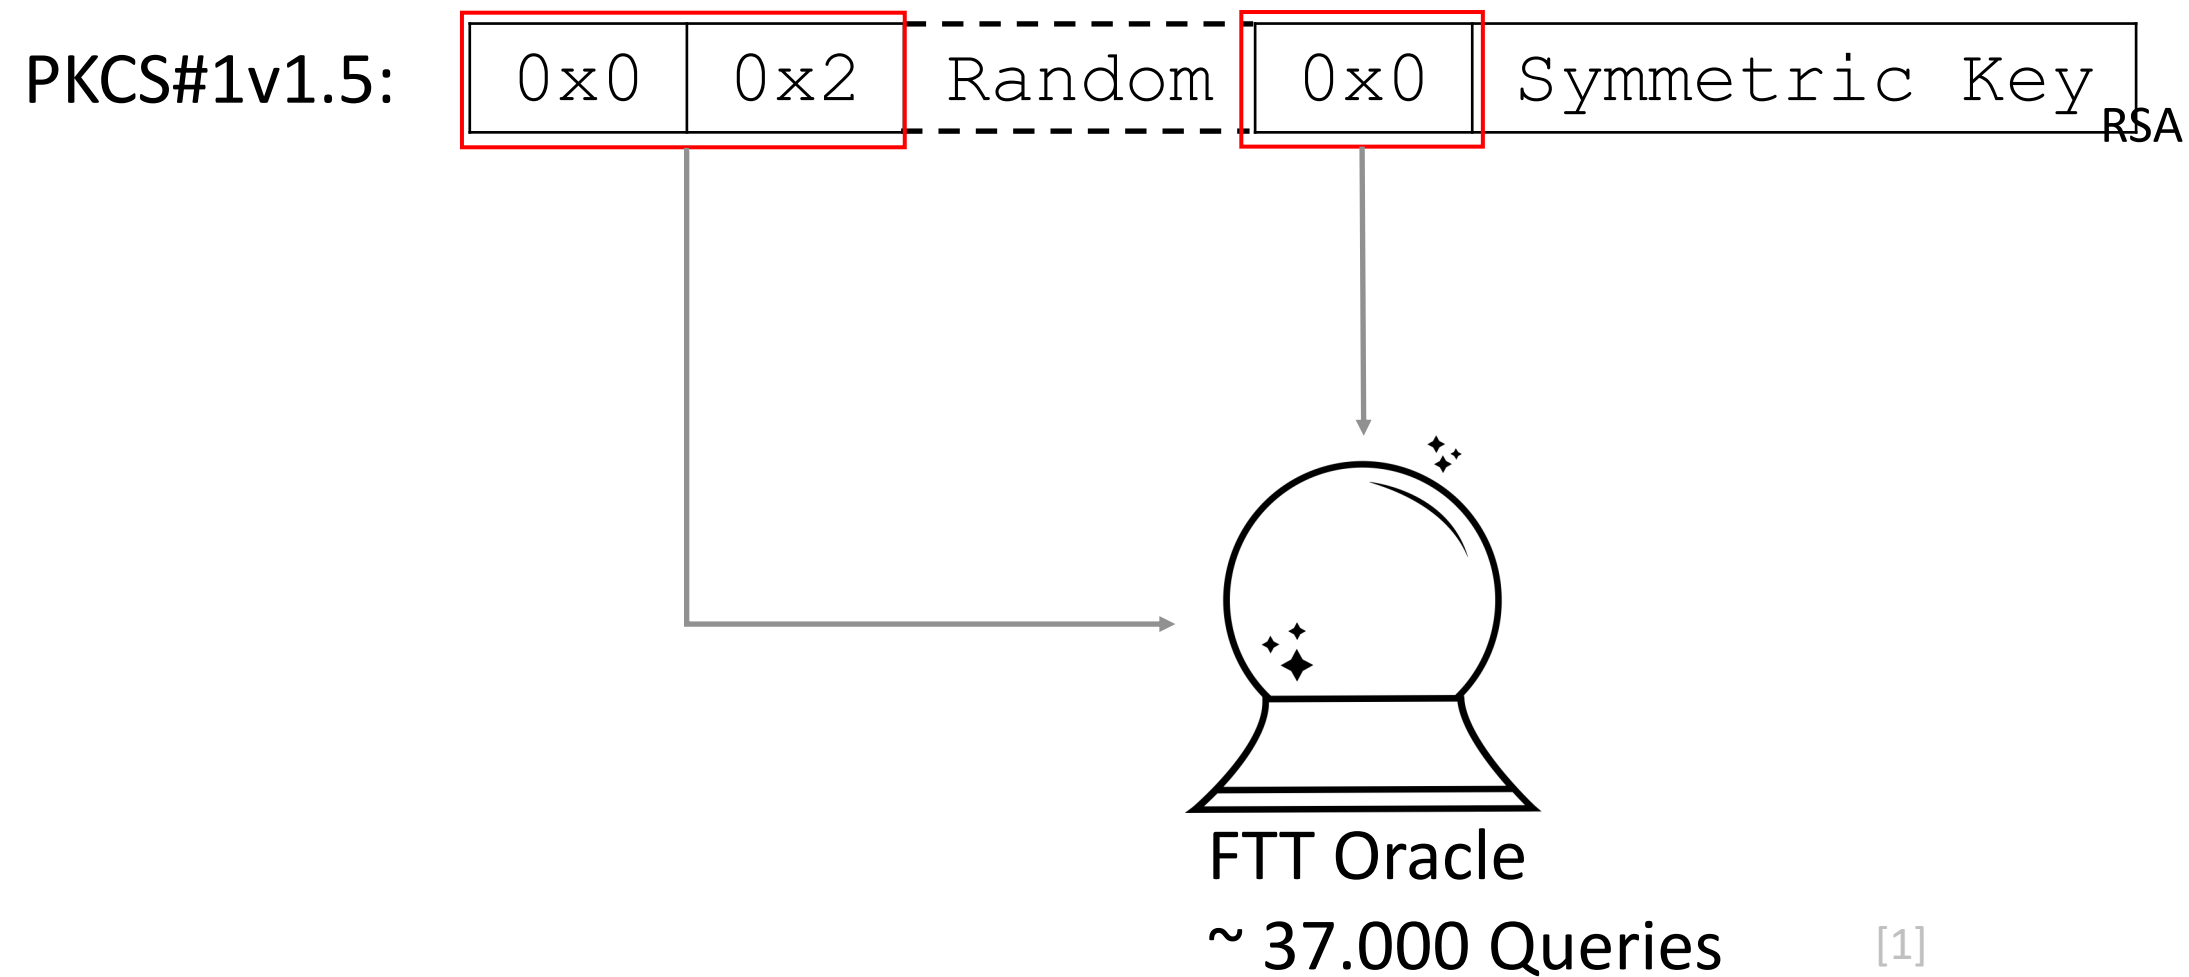 PKCS#1v1.5: 0x0 0x2 Random 0x0 Symmetric Key RSA
FTT Oracle
~ 37.000 Queries [1]